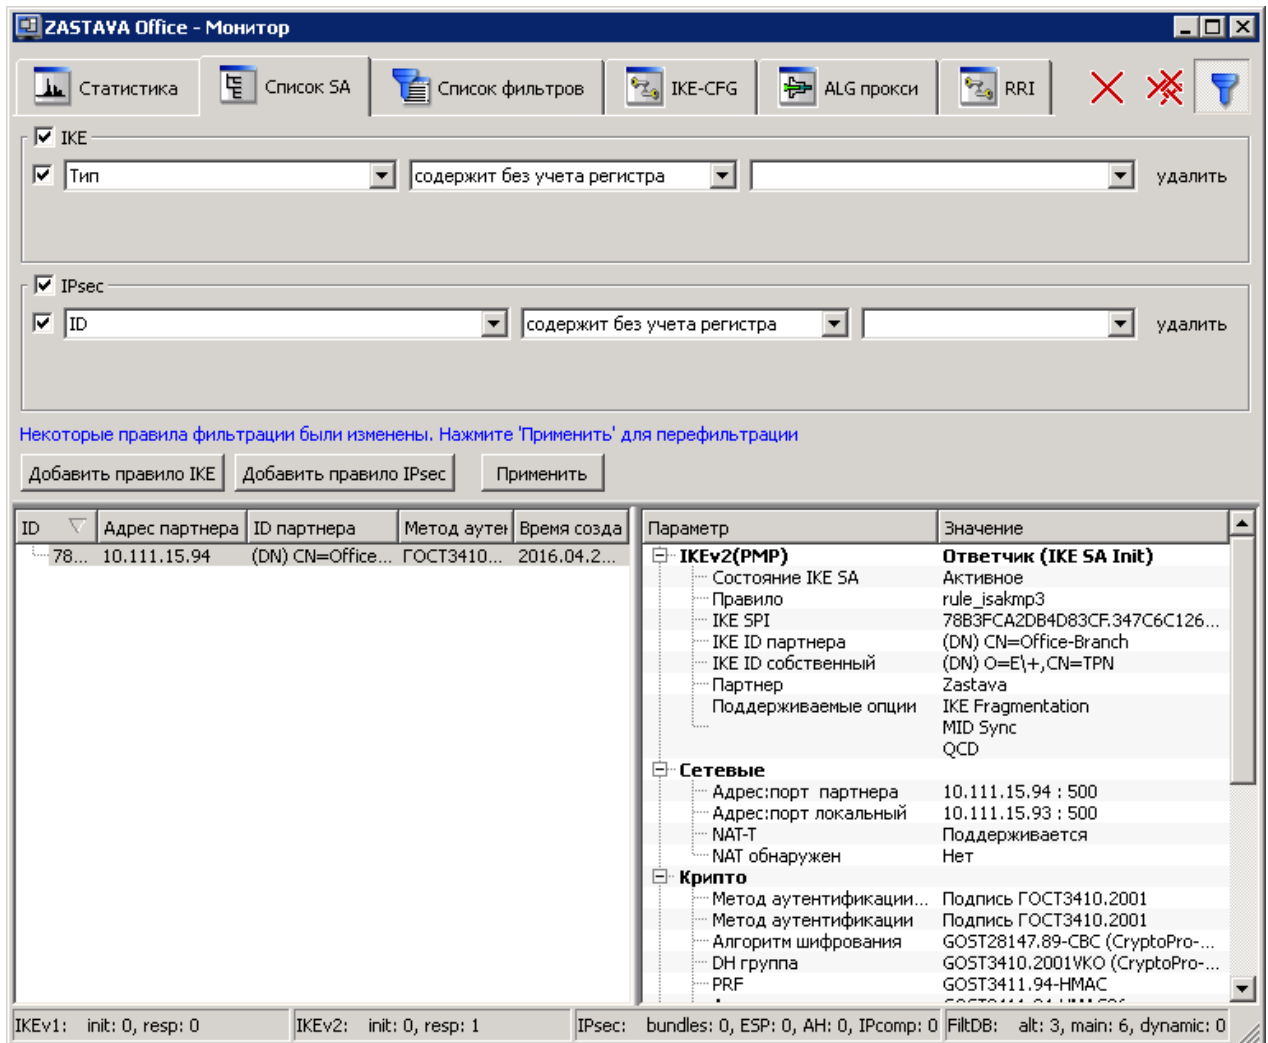 ZASTAVA Office - Монитор
Статистика
Список SA
Список фильтров
IKE-CFG
ALG прокси
RRI
IKE
Тип содержит без учета регистра удалить
IPsec
ID содержит без учета регистра удалить
Некоторые правила фильтрации были изменены. Нажмите 'Применить' для перефильтрации
Добавить правило IKE Добавить правило IPsec Применить
ID Адрес партнера ID партнера Метод аутен Время созда
78... 10.111.15.94 (DN) CN=Office... ГОСТ3410... 2016.04.2...
Параметр Значение
IKEv2(PMP) Ответчик (IKE SA Init)
Состояние IKE SA Активное
Правило rule_isakmp3
IKE SPI 78B3FCA2DB4D83CF.347C6C126...
IKE ID партнера (DN) CN=Office-Branch
IKE ID собственный (DN) O=E\+,CN=TPN
Партнер Zastava
Поддерживаемые опции IKE Fragmentation
MID Sync
QCD
Сетевые
Адрес:порт партнера 10.111.15.94 : 500
Адрес:порт локальный 10.111.15.93 : 500
NAT-T Поддерживается
NAT обнаружен Нет
Крипто
Метод аутентификации... Подпись ГОСТ3410.2001
Метод аутентификации Подпись ГОСТ3410.2001
Алгоритм шифрования GOST28147.89-CBC (CryptoPro-...
DH группа GOST3410.2001VKO (CryptoPro-...
PRF GOST3411.94-HMAC
IKEv1: init: 0, resp: 0 IKEv2: init: 0, resp: 1 IPsec: bundles: 0, ESP: 0, AH: 0, IPcomp: 0 FiltDB: alt: 3, main: 6, dynamic: 0